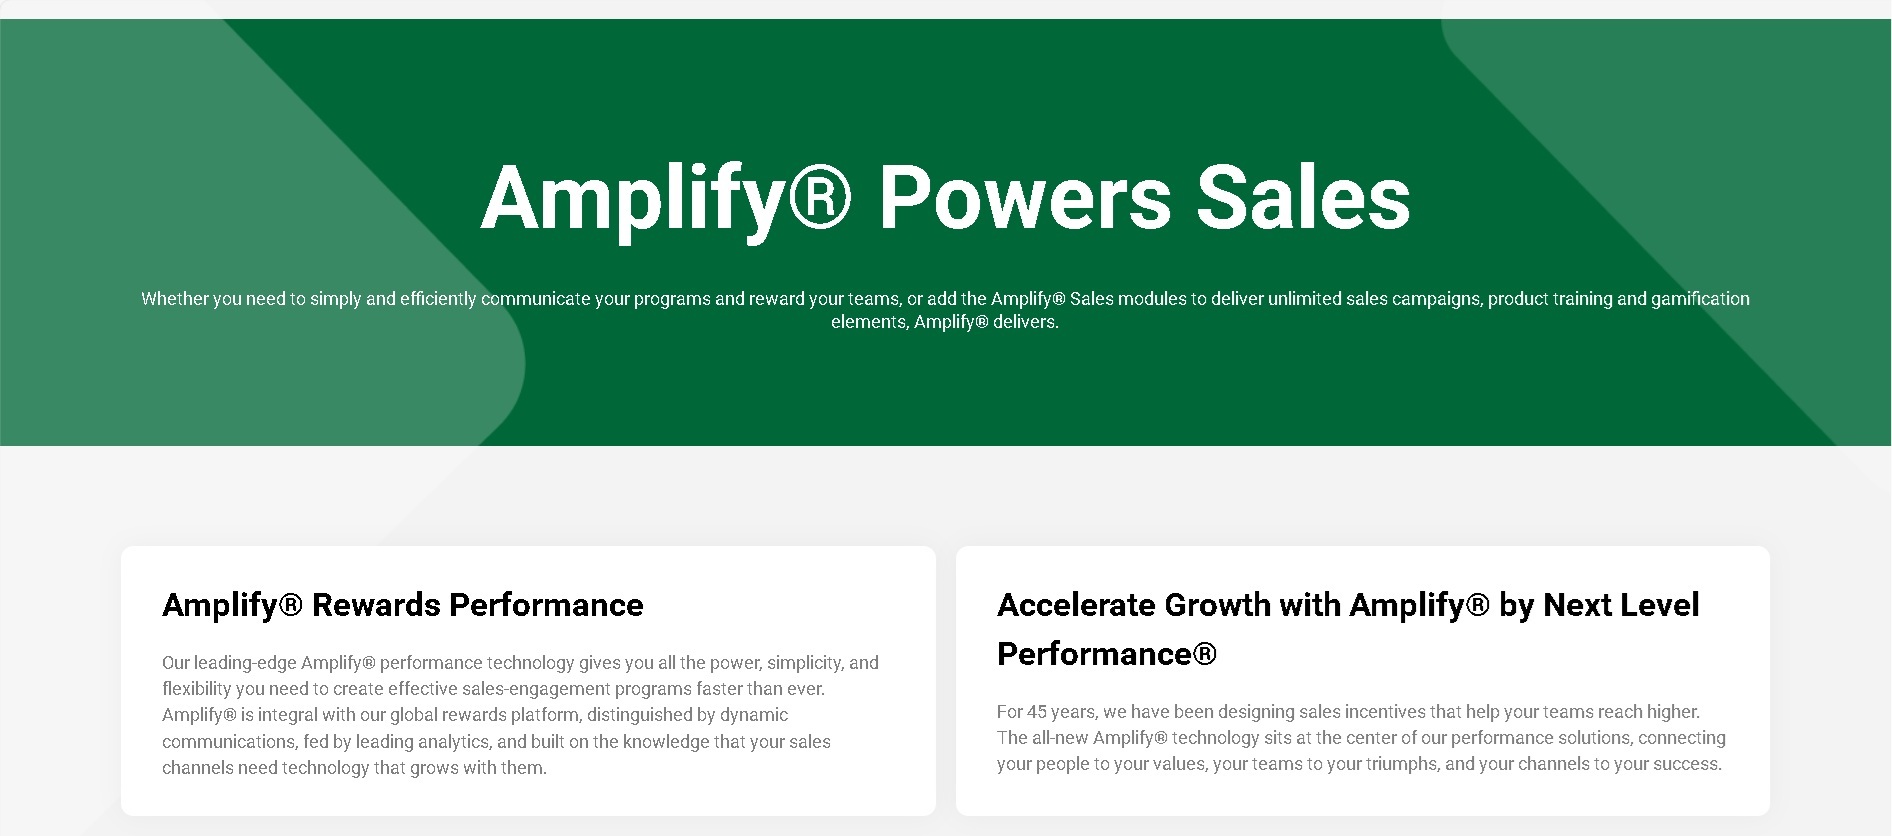 Amplify® Powers Sales
Whether you need to simply and efficiently communicate your programs and reward your teams, or add the Amplify® Sales modules to deliver unlimited sales campaigns, product training and gamification
elements, Amplify® delivers.
Amplify® Rewards Performance
Our leading-edge Amplify® performance technology gives you all the power, simplicity, and
flexibility you need to create effective sales-engagement programs faster than ever.
Amplify® is integral with our global rewards platform, distinguished by dynamic
communications, fed by leading analytics, and built on the knowledge that your sales
channels need technology that grows with them.
Accelerate Growth with Amplify® by Next Level
Performance®
For 45 years, we have been designing sales incentives that help your teams reach higher.
The all-new Amplify® technology sits at the center of our performance solutions, connecting
your people to your values, your teams to your triumphs, and your channels to your success.